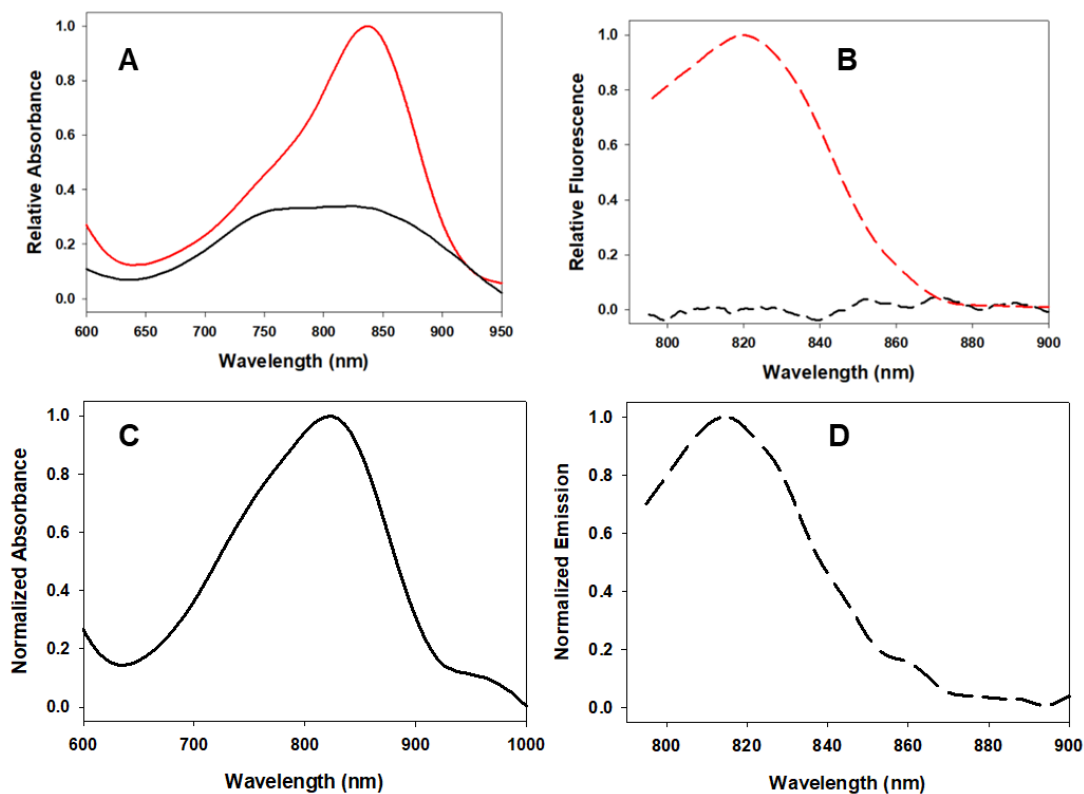 A
Relative Absorbance
1.0
0.8
0.6
0.4
0.2
0.0
600 650 700 750 800 850 900 950
Wavelength (nm)
B
Relative Fluorescence
1.0
0.8
0.6
0.4
0.2
0.0
800 820 840 860 880 900
Wavelength (nm)
C
Normalized Absorbance
1.0
0.8
0.6
0.4
0.2
0.0
600 700 800 900 1000
Wavelength (nm)
D
Normalized Emission
1.0
0.8
0.6
0.4
0.2
0.0
800 820 840 860 880 900
Wavelength (nm)